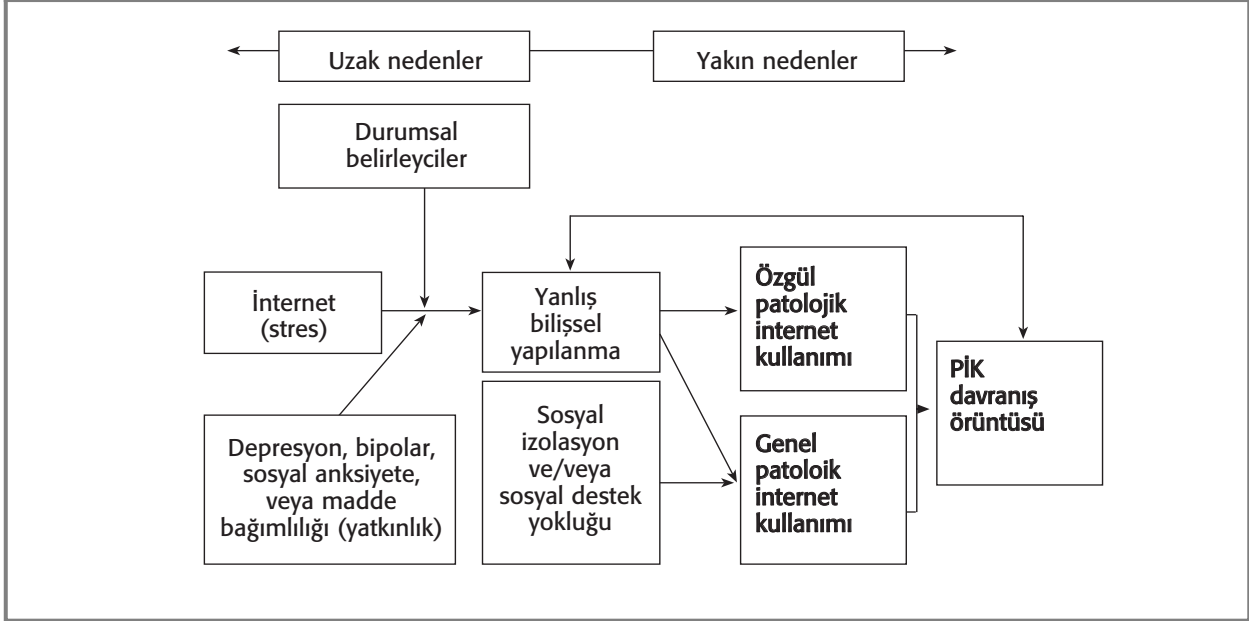 Uzak nedenler
Yakın nedenler
Durumsal
belirleyciler
İnternet
(stres)
Depresyon, bipolar,
sosyal anksiyete,
veya madde
bağımlılığı (yatkınlık)
Yanlış
bilişsel
yapılanma
Sosyal
izolasyon
ve/veya
sosyal destek
yokluğu
Özgül
patolojik
internet
kullanımı
Genel
patoloik
internet
kullanımı
PİK
davranış
örüntüsü